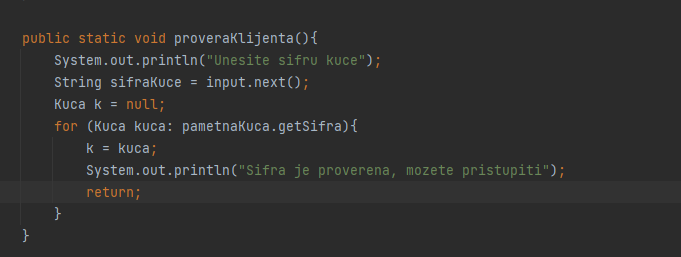 public static void proveraKlijenta(){
System.out.println("Unesite sifru kuce");
String sifraKuce = input.next();
Kuca k = null;
for (Kuca kuca: pametnaKuca.getSifra){
k = kuca;
System.out.println("Sifra je proverena, mozete pristupiti");
return;
}
}